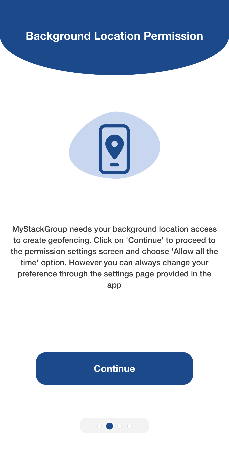 Background Location Permission
MyStackGroup needs your background location access
to create geofencing. Click on 'Continue' to proceed to
the permission settings screen and choose 'Allow all the
time' option. However you can always change your
preference through the settings page provided in the
app
Continue